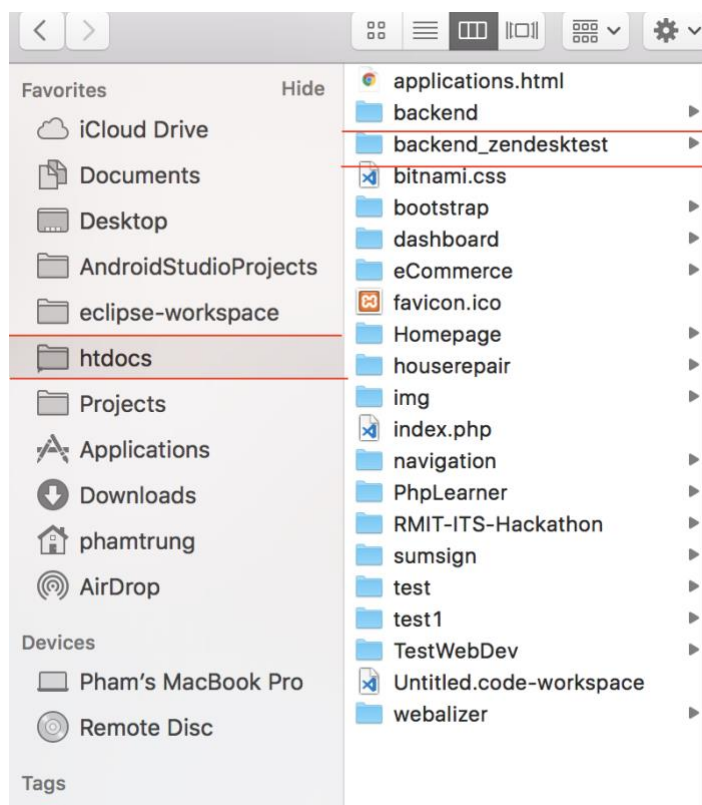 Favorites
Hide
iCloud Drive
Documents
Desktop
AndroidStudioProjects
eclipse-workspace
htdocs
Projects
Applications
Downloads
phamtrung
AirDrop
Devices
Pham's MacBook Pro
Remote Disc
Tags
applications.html
backend
backend_zendesktest
bitnami.css
bootstrap
dashboard
eCommerce
favicon.ico
Homepage
houserepair
img
index.php
navigation
PhpLearner
RMIT-ITS-Hackathon
sumsign
test
test1
TestWebDev
Untitled.code-workspace
webalizer